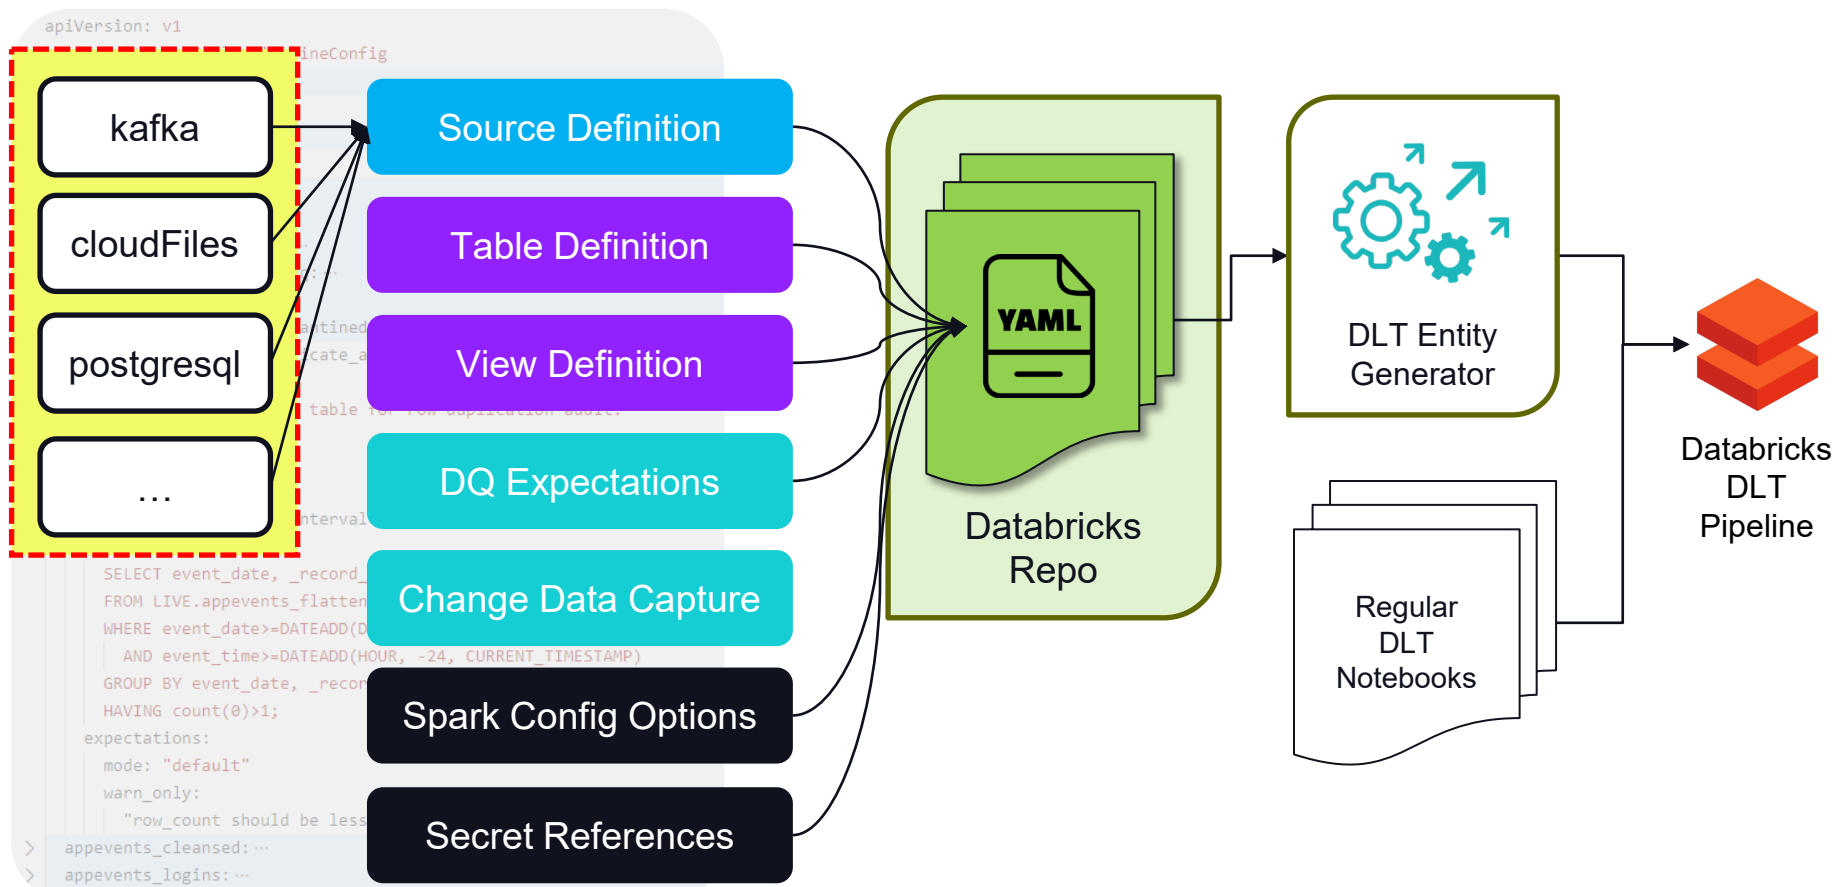 apiVersion: v1
ineConfig
kafka
cloudFiles
postgresql
...
Source Definition
Table Definition
View Definition
DQ Expectations
Change Data Capture
Spark Config Options
Secret References
antined
icate_a
table for row duplication audit.
nterval
SELECT event_date, _record_
FROM LIVE.appevents_flatten
WHERE event_date>=DATEADD(D
AND event_time>=DATEADD(HOUR, -24, CURRENT_TIMESTAMP)
GROUP BY event_date, _recor
HAVING count(0)>1;
expectations:
mode: "default"
warn_only:
"row_count should be less
appevents_cleansed: ...
appevents_logins: ...
YAML
Databricks
Repo
DLT Entity
Generator
Regular
DLT
Notebooks
Databricks
DLT
Pipeline